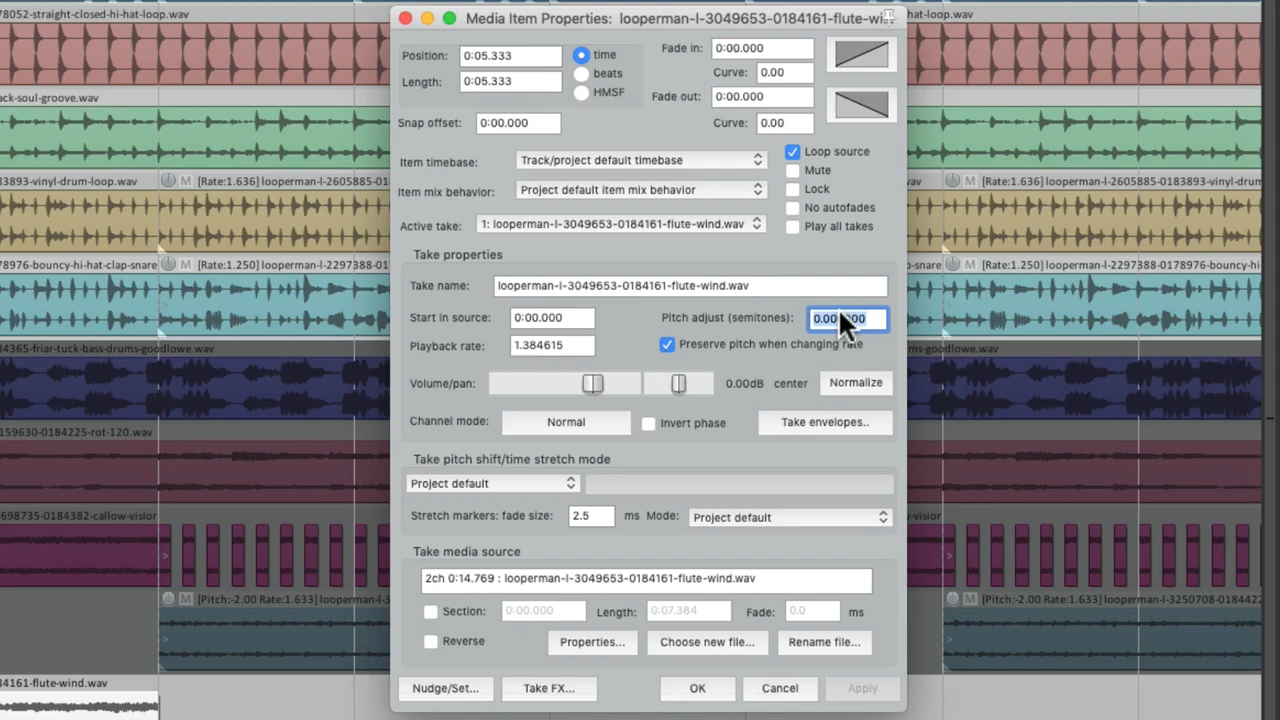 78052-straight-closed-hi-hat-loop.wav
Media Item Properties: looperman-l-3049653-0184161-flute-wi
hat-loop.wav
Position: 0:05.333 time
beats
Length: 0:05.333
HMSF
Fade in: 0:00.000
Curve: 0.00
Fade out: 0:00.000
Snap offset: 0:00.000
Curve: 0.00
ack-soul-groove.wav
Item timebase: Track/project default timebase
Loop source
Mute
Item mix behavior: Project default item mix behavior
Lock
No autofades
Active take: 1: looperman-l-3049653-0184161-flute-wind.wav
Play all takes
83893-vinyl-drum-loop.wav
M [Rate:1.636] looperman-l-2605885-01
av
M [Rate:1.636] looperman-l-2605885-0183893-vinyl-drum
Take properties
78976-bouncy-hi-hat-clap-snare
M [Rate:1.250] looperman-l-2297388-01
M [Rate:1.250] looperman-l-2297388-0178976-bouncy-hi
Take name: looperman-l-3049653-0184161-flute-wind.wav
Start in source: 0:00.000
Pitch adjust (semitones):
Playback rate: 1.384615
Preserve pitch when changing rate
84365-friar-tuck-bass-drums-goodlowe.wav
s-goodlowe.wav
Volume/pan: 0.00dB center Normalize
Channel mode: Normal
Invert phase
Take envelopes..
159630-0184225-rot-120.wav
Take pitch shift/time stretch mode
Project default
Stretch markers: fade size: 2.5 ms Mode: Project default
698735-0184382-callow-vision
y-vision
Take media source
2ch 0:14.769 : looperman-l-3049653-0184161-flute-wind.wav
M [Pitch:-2.00 Rate:1.633] looperman-l-3
M [Pitch:-2.00 Rate:1.633] looperman-l-3250708-0184422
Section: 0:00.000 Length: 0:07.384 Fade: 0.0 ms
Reverse Properties... Choose new file... Rename file...
84161-flute-wind.wav
Nudge/Set... Take FX... OK Cancel Apply